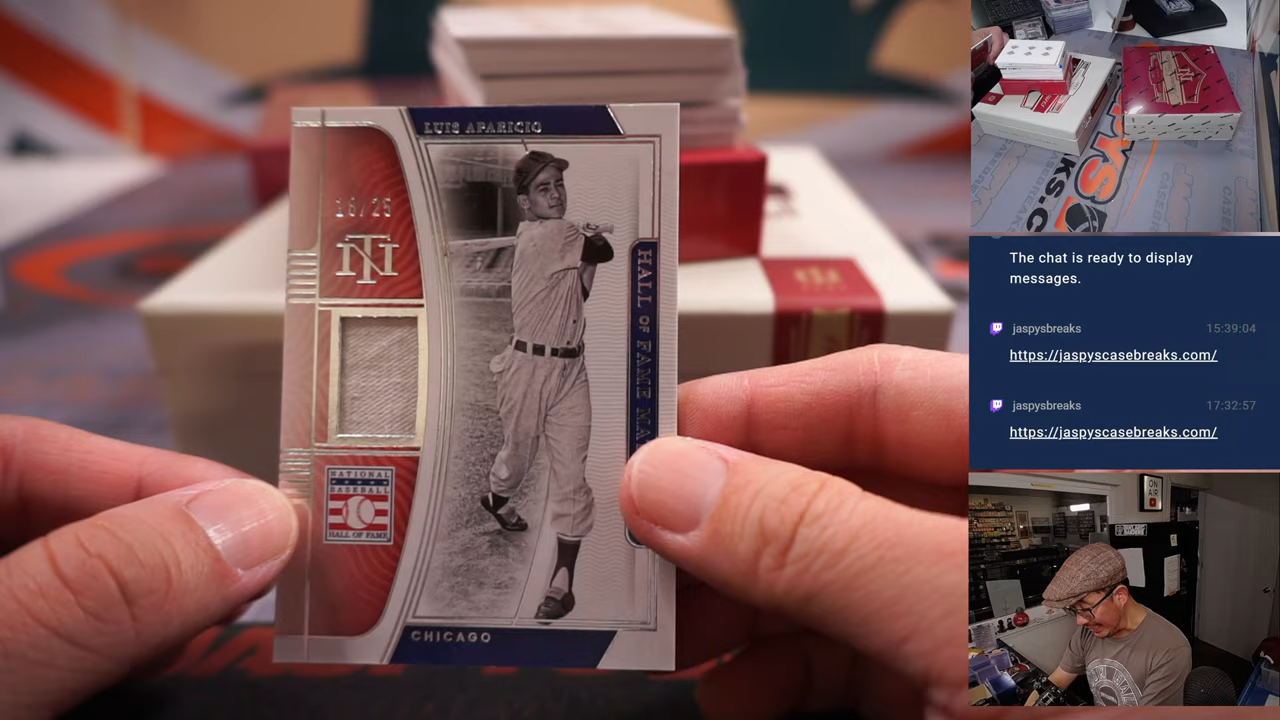 LUIS APARICIO
16/25
NT
HALL OF FAME MA
NATIONAL
BASEBALL
HALL OF FAME
CHICAGO
The chat is ready to display
messages.
jaspysbreaks 15:39:04
https://jaspyscasebreaks.com/
jaspysbreaks 17:32:57
https://jaspyscasebreaks.com/
ON
AIR